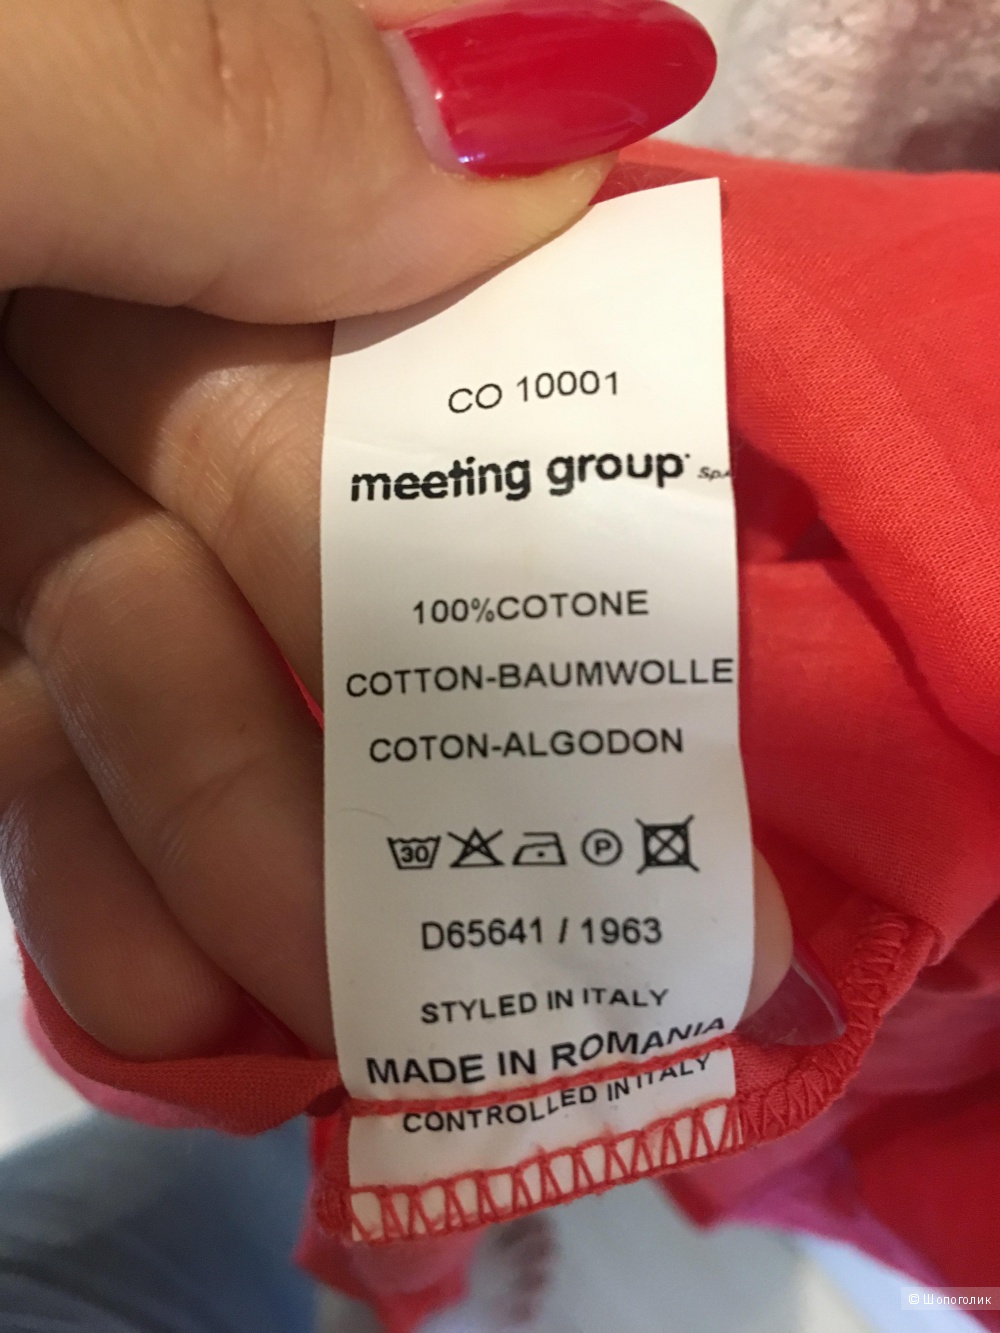 CO 10001
meeting group SpA
100%COTONE
COTTON-BAUMWOLLE
COTON-ALGODON
30 P
D65641 / 1963
STYLED IN ITALY
MADE IN ROMANIA
CONTROLLED IN ITALY
© Шопоголик